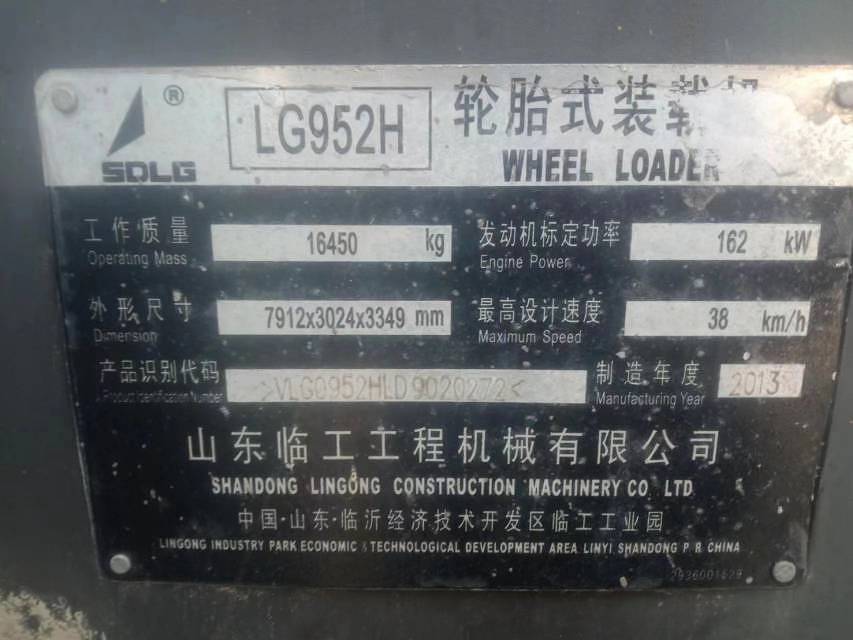 SDLG ®
LG952H
轮胎式装载机
WHEEL LOADER
工作质量 16450 kg 发动机标定功率 162 kW
Operating Mass Engine Power
外形尺寸 7912x3024x3349 mm 最高设计速度 38 km/h
Dimension Maximum Speed
产品识别代码 >VLG0952HLD9020272< 制造年度 2013
Product Identification Number Manufacturing Year
山东临工工程机械有限公司
SHANDONG LINGONG CONSTRUCTION MACHINERY CO. LTD
中国·山东·临沂经济技术开发区临工工业园
LINGONG INDUSTRY PARK ECONOMIC & TECHNOLOGICAL DEVELOPMENT AREA LINYI SHANDONG P R CHINA